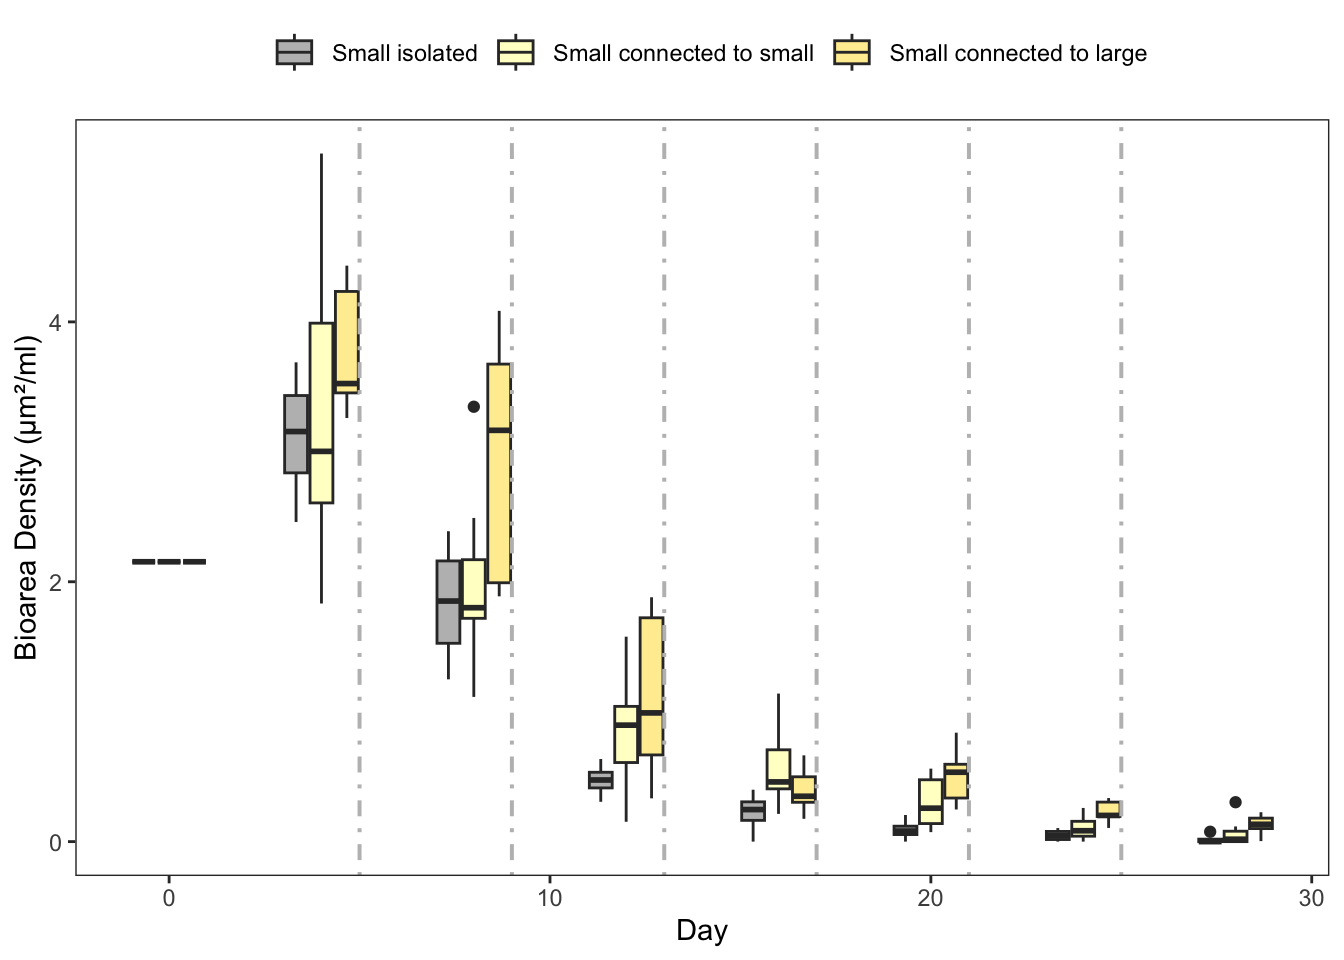 Small isolated Small connected to small Small connected to large
Bioarea Density (µm²/ml)
4
2
0
0 10 20 30
Day